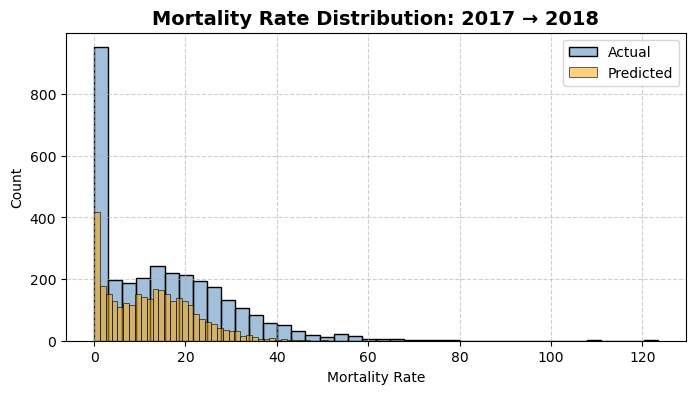 Mortality Rate Distribution: 2017 → 2018
Actual
Predicted
Count
800
600
400
200
0
0
20
40
60
80
100
120
Mortality Rate